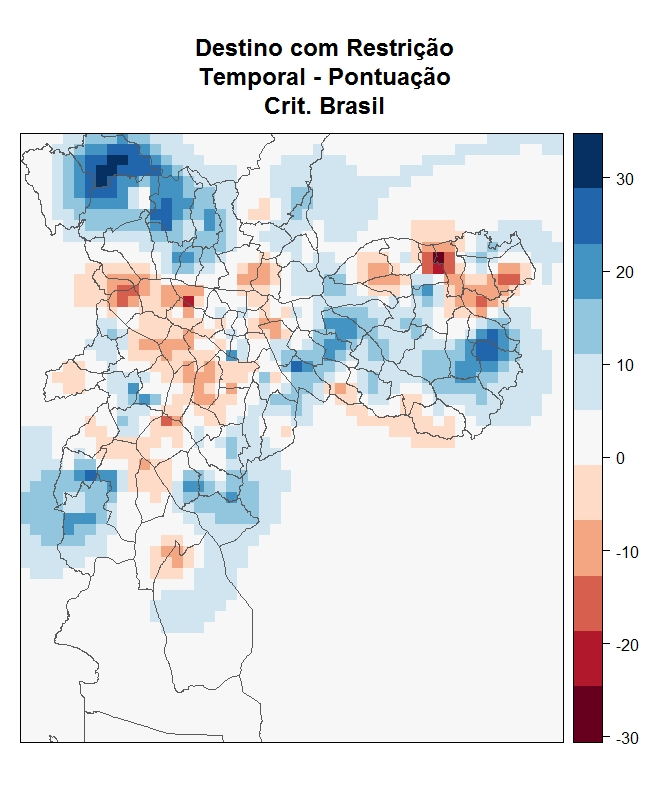 Destino com Restrição
Temporal - Pontuação
Crit. Brasil
30
20
10
0
-10
-20
-30